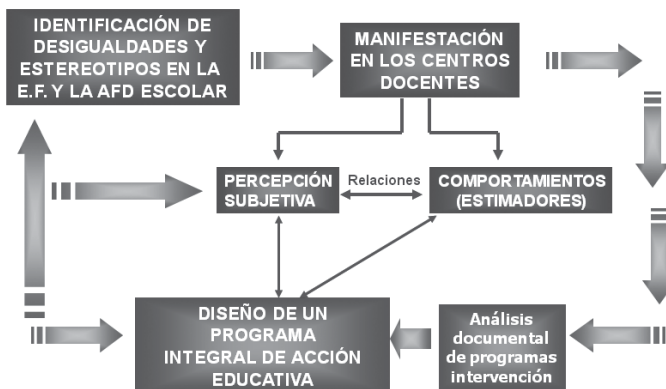 IDENTIFICACIÓN DE
DESIGUALDADES Y
ESTEREOTIPOS EN LA
E.F. Y LA AFD ESCOLAR
MANIFESTACIÓN
EN LOS CENTROS
DOCENTES
PERCEPCIÓN
SUBJETIVA
Relaciones
COMPORTAMIENTOS
(ESTIMADORES)
DISEÑO DE UN
PROGRAMA
INTEGRAL DE ACCIÓN
EDUCATIVA
Análisis
documental
de programas
intervención